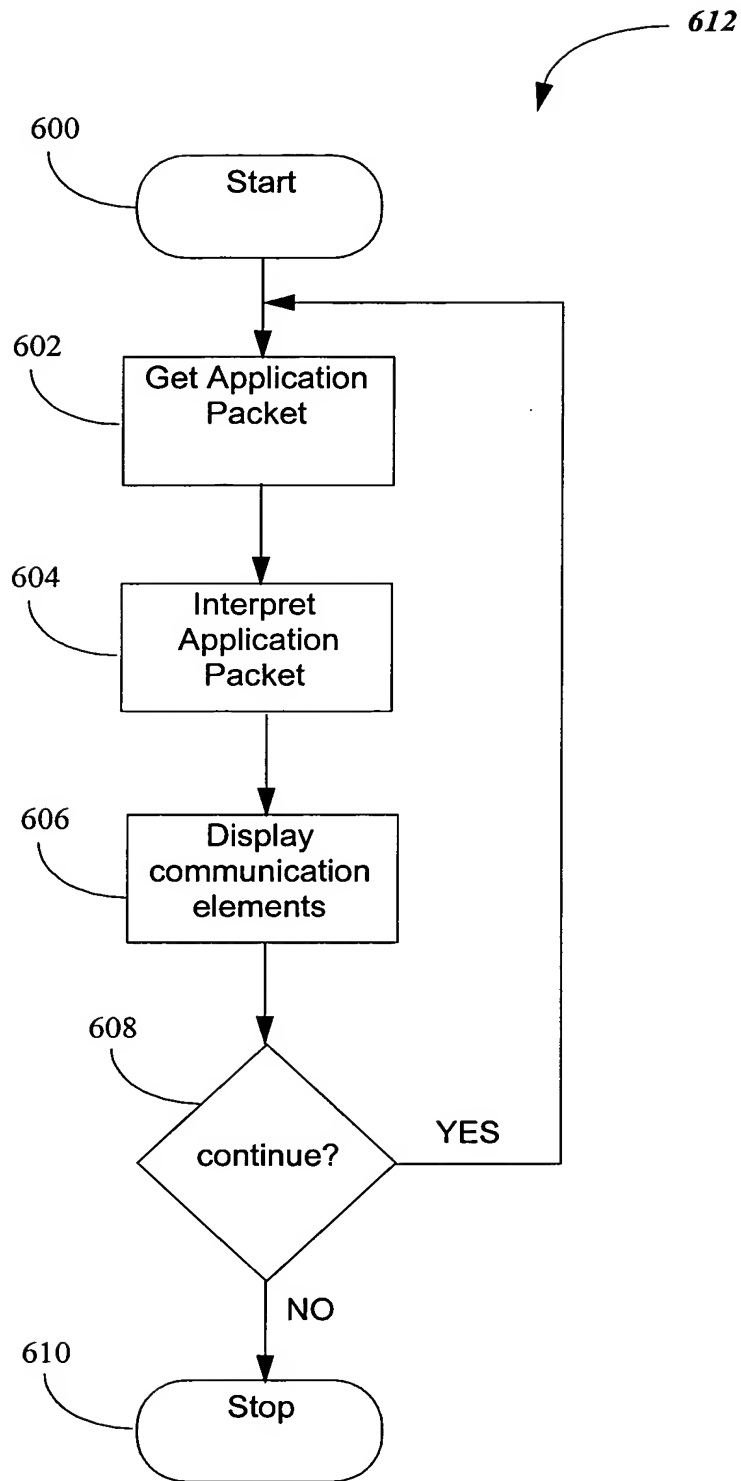 612
600
Start
602
Get Application
Packet
604
Interpret
Application
Packet
606
Display
communication
elements
608
continue?
YES
NO
610
Stop